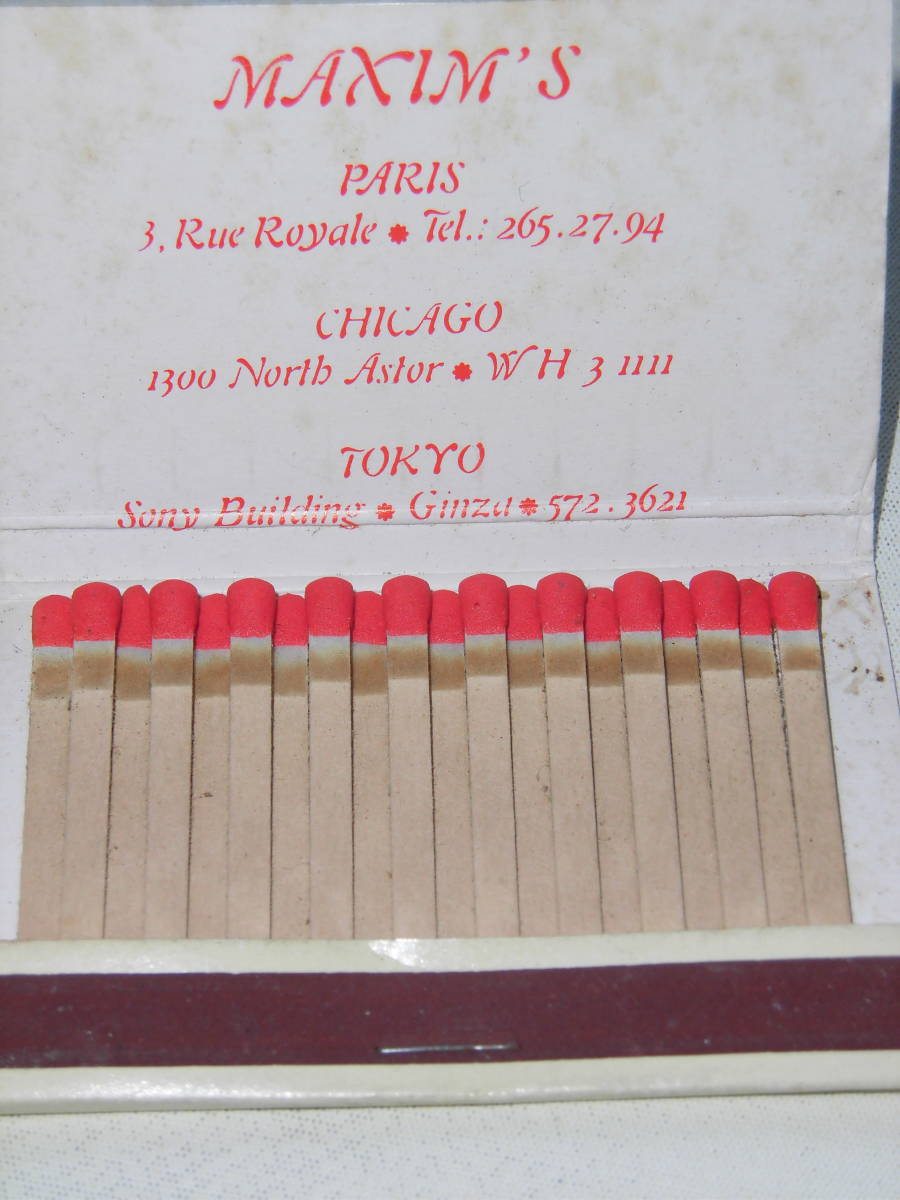 MAXIM'S
PARIS
3, Rue Royale * Tel.: 265.27.94
CHICAGO
1300 North Astor * WH 3 1111
TOKYO
Sony Building * Ginza * 572.3621